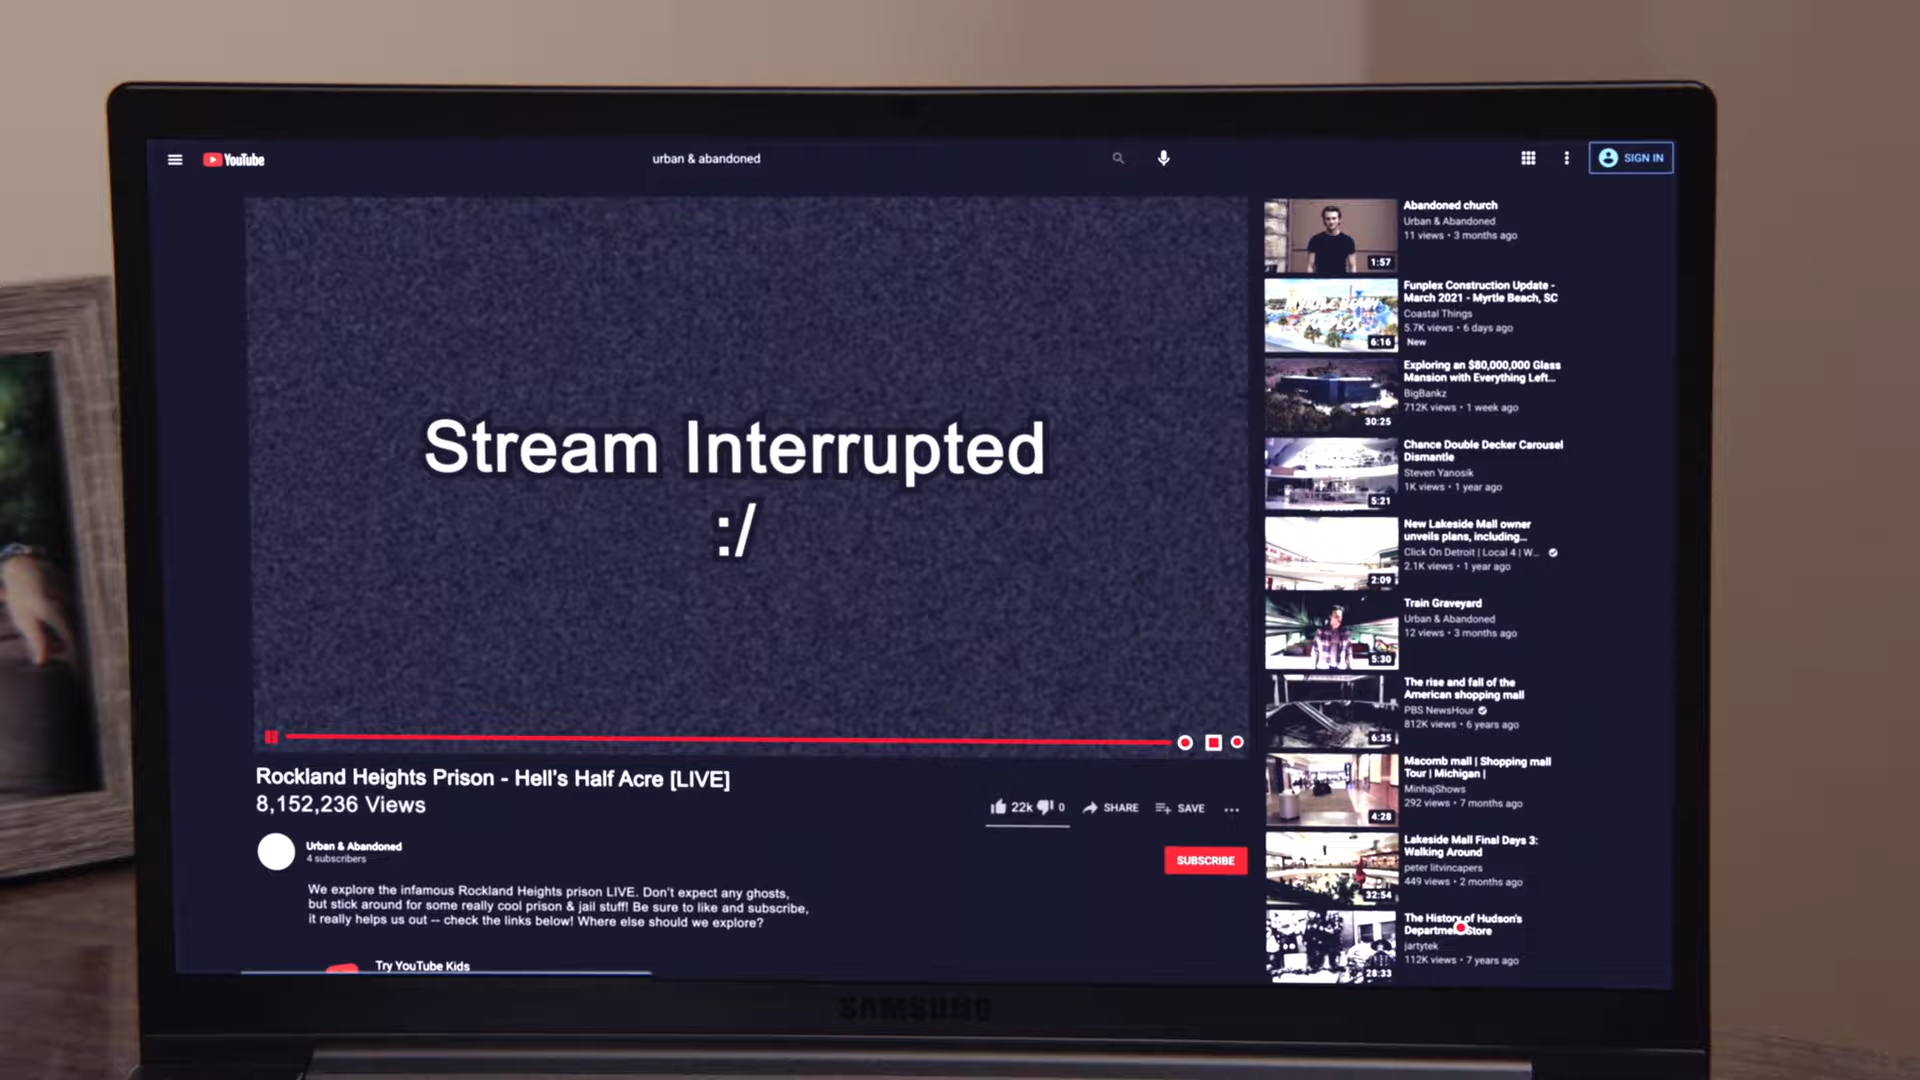 YouTube
urban & abandoned
SIGN IN
Stream Interrupted
:/
Rockland Heights Prison - Hell's Half Acre [LIVE]
8,152,236 Views
22k 0 SHARE SAVE
Urban & Abandoned
4 subscribers
SUBSCRIBE
We explore the infamous Rockland Heights prison LIVE. Don't expect any ghosts,
but stick around for some really cool prison & jail stuff! Be sure to like and subscribe,
it really helps us out -- check the links below! Where else should we explore?
Try YouTube Kids
Abandoned church
Urban & Abandoned
11 views • 3 months ago
1:57
Funplex Construction Update -
March 2021 - Myrtle Beach, SC
Coastal Things
5.7K views • 6 days ago
New
6:16
Exploring an $80,000,000 Glass
Mansion with Everything Left...
BigBankz
712K views • 1 week ago
30:25
Chance Double Decker Carousel
Dismantle
Steven Yanosik
1K views • 1 year ago
5:21
New Lakeside Mall owner
unveils plans, including...
Click On Detroit | Local 4 | W...
2.1K views • 1 year ago
2:09
Train Graveyard
Urban & Abandoned
12 views • 3 months ago
5:30
The rise and fall of the
American shopping mall
PBS NewsHour
812K views • 6 years ago
6:35
Macomb mall | Shopping mall
Tour | Michigan |
MinhajShows
292 views • 7 months ago
4:28
Lakeside Mall Final Days 3:
Walking Around
peter litvincapers
449 views • 2 months ago
32:54
The History of Hudson's
Department Store
jartytek
112K views • 7 years ago
28:33
SAMSUNG